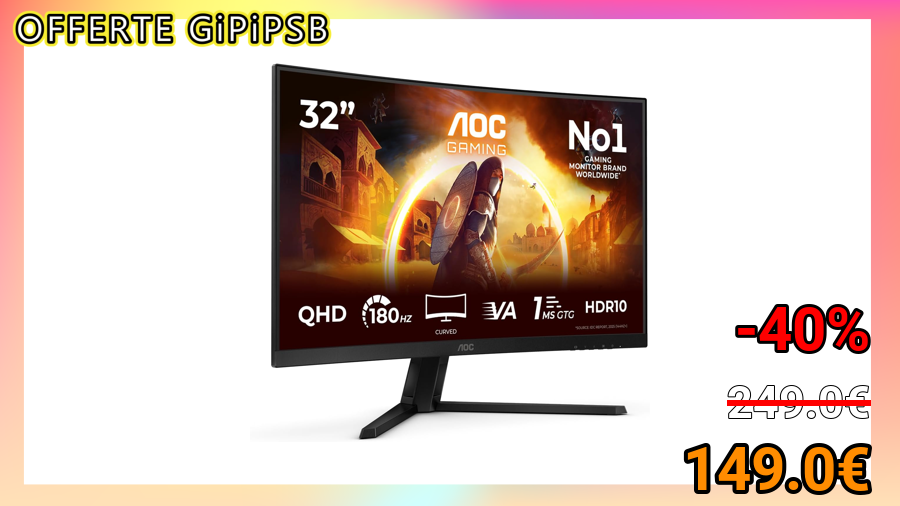 OFFERTE GiPiPSB
32”
AOC
GAMING
No1
GAMING
MONITOR BRAND
WORLDWIDE*
QHD
180HZ
CURVED
VA
1MS GTG
HDR10
AOC
-40%
249.0€
149.0€